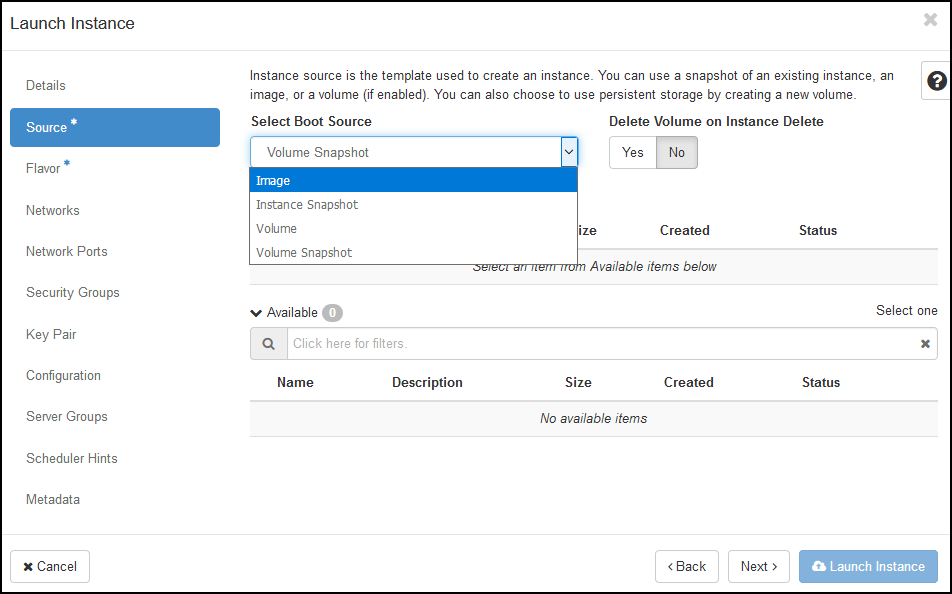 Launch Instance
Details
Source *
Flavor *
Networks
Network Ports
Security Groups
Key Pair
Configuration
Server Groups
Scheduler Hints
Metadata
Instance source is the template used to create an instance. You can use a snapshot of an existing instance, an
image, or a volume (if enabled). You can also choose to use persistent storage by creating a new volume.
Select Boot Source
Delete Volume on Instance Delete
Volume Snapshot
Yes No
Image
Instance Snapshot
Volume
Volume Snapshot
ize Created Status
Select an item from Available items below
Available 0
Select one
Click here for filters.
Name Description Size Created Status
No available items
Cancel
< Back
Next >
Launch Instance